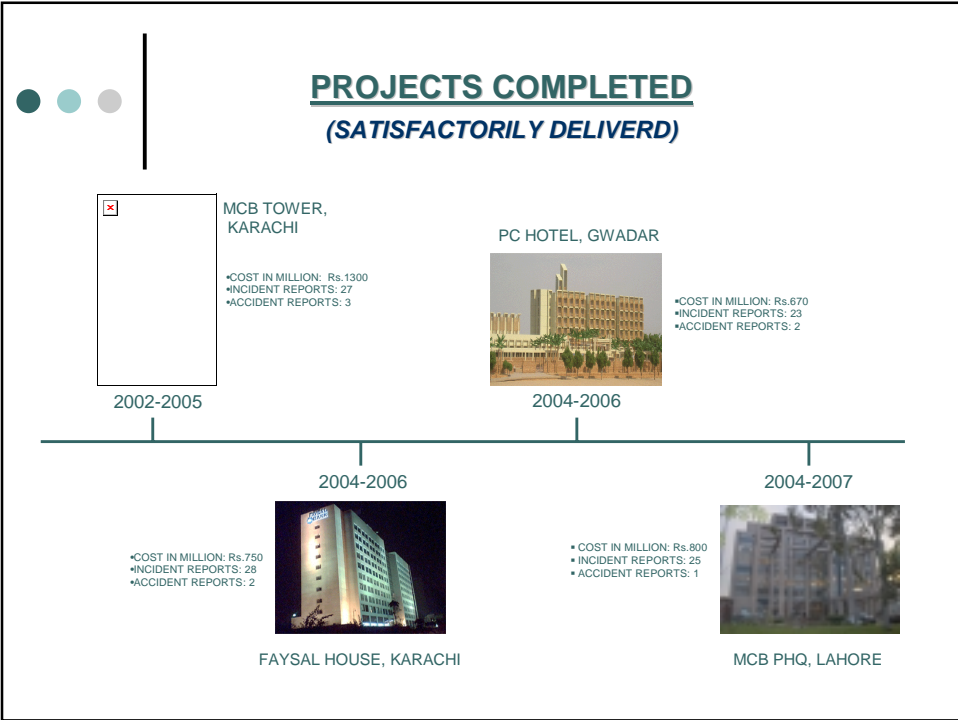 PROJECTS COMPLETED
(SATISFACTORILY DELIVERD)
MCB TOWER,
KARACHI
•COST IN MILLION: Rs.1300
•INCIDENT REPORTS: 27
•ACCIDENT REPORTS: 3
2002-2005
PC HOTEL, GWADAR
▪COST IN MILLION: Rs.670
▪INCIDENT REPORTS: 23
▪ACCIDENT REPORTS: 2
2004-2006
2004-2006
•COST IN MILLION: Rs.750
•INCIDENT REPORTS: 28
•ACCIDENT REPORTS: 2
FAYSAL HOUSE, KARACHI
2004-2007
▪ COST IN MILLION: Rs.800
▪ INCIDENT REPORTS: 25
▪ ACCIDENT REPORTS: 1
MCB PHQ, LAHORE